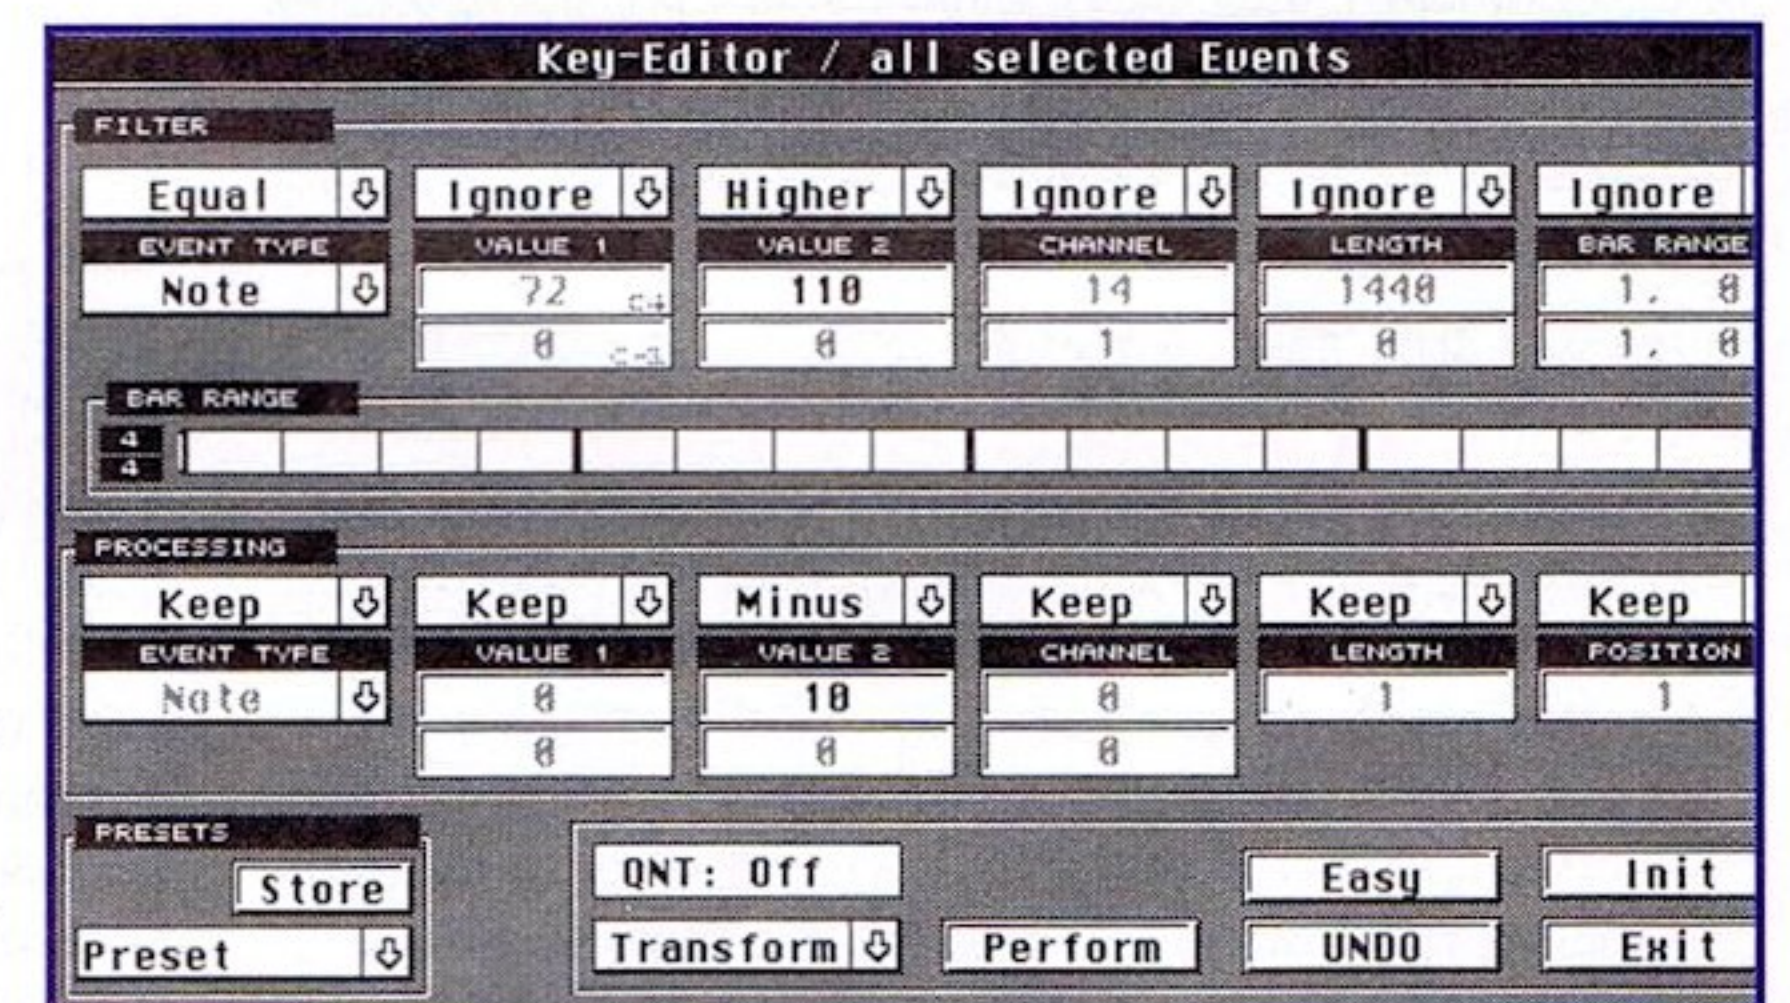 Key-Editor / all selected Events
FILTER
Equal Ignore Higher Ignore Ignore Ignore
EVENT TYPE VALUE 1 VALUE 2 CHANNEL LENGTH BAR RANGE
Note 72 C4 110 14 1440 1. 0
0 C-1 0 1 0 1. 0
BAR RANGE
4
4
PROCESSING
Keep Keep Minus Keep Keep Keep
EVENT TYPE VALUE 1 VALUE 2 CHANNEL LENGTH POSITION
Note 0 10 0 1 1
0 0 0
PRESETS
QNT: Off Easy Init
Store
Preset Transform Perform UNDO Exit